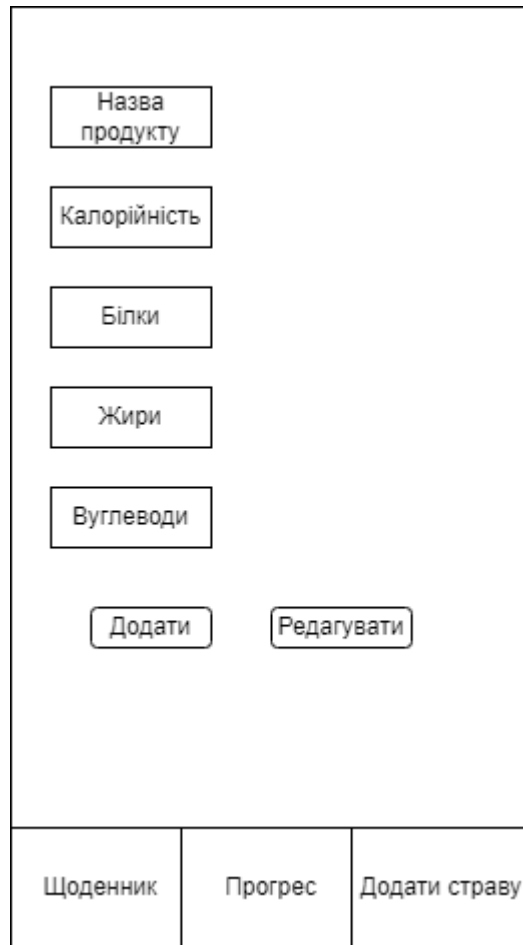 Назва
продукту
Калорійність
Білки
Жири
Вуглеводи
Додати
Редагувати
Щоденник
Прогрес
Додати страву